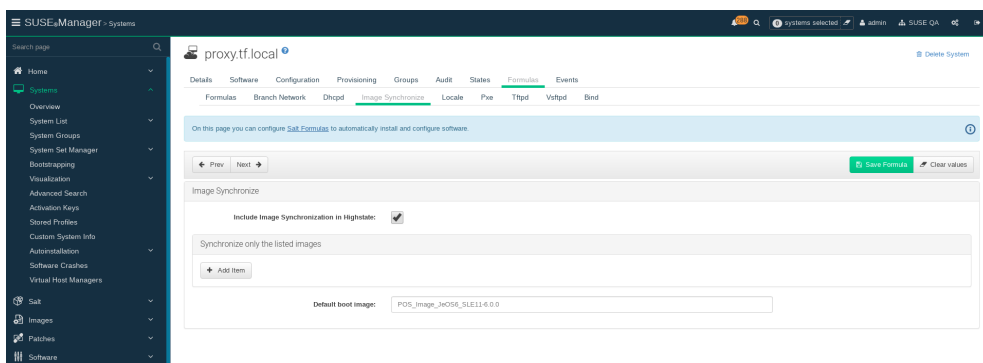 SUSE®Manager > Systems
systems selected
admin
SUSE QA
Search page
Home
Systems
Overview
System List
System Groups
System Set Manager
Bootstrapping
Visualization
Advanced Search
Activation Keys
Stored Profiles
Custom System Info
Autoinstallation
Software Crashes
Virtual Host Managers
Salt
Images
Patches
Software
proxy.tf.local ?
Delete System
Details Software Configuration Provisioning Groups Audit States Formulas Events
Formulas Branch Network Dhcpd Image Synchronize Locale Pxe Tftpd Vsftpd Bind
On this page you can configure Salt Formulas to automatically install and configure software.
Prev Next
Save Formula Clear values
Image Synchronize
Include Image Synchronization in Highstate:
Synchronize only the listed images
+ Add Item
Default boot image: POS_Image_JeOS6_SLE11-6.0.0